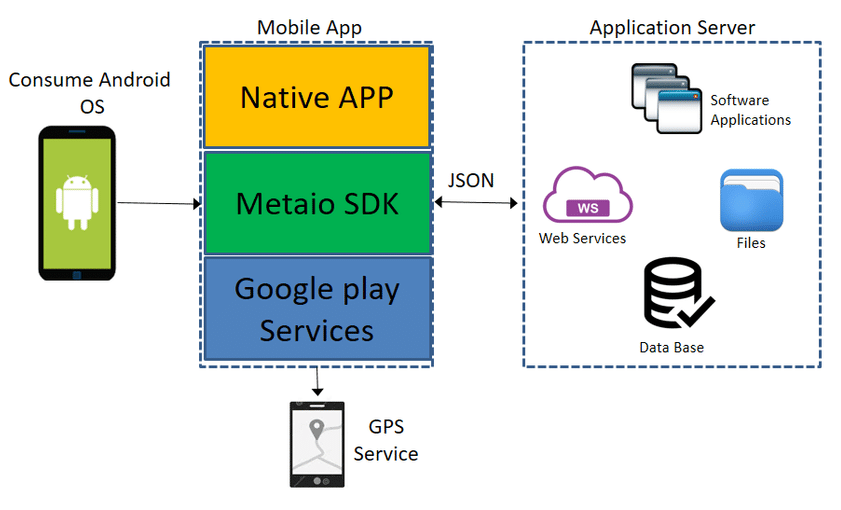 Mobile App
Application Server
Consume Android
OS
Native APP
Software
Applications
Metaio SDK
JSON
WS
Web Services
Files
Google play
Services
Data Base
GPS
Service